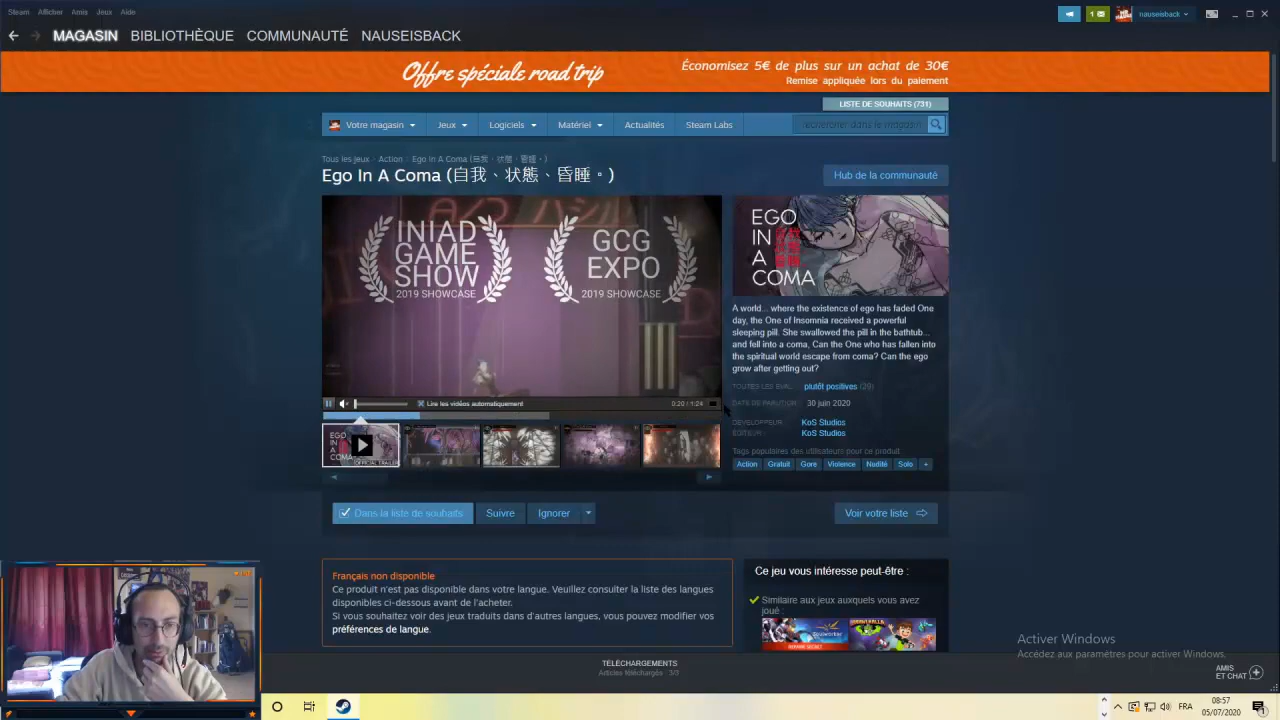 Steam Afficher Amis Jeux Aide
1
nauseisback
MAGASIN BIBLIOTHÈQUE COMMUNAUTÉ NAUSEISBACK
Offre spéciale road trip
Économisez 5€ de plus sur un achat de 30€
Remise appliquée lors du paiement
LISTE DE SOUHAITS (731)
Votre magasin Jeux Logiciels Matériel Actualités Steam Labs rechercher dans le magasin
Tous les jeux > Action > Ego In A Coma (自我、状態、昏睡。)
Ego In A Coma (自我、状態、昏睡。)
Hub de la communauté
INIAD GAME SHOW
2019 SHOWCASE
GCG EXPO
2019 SHOWCASE
EGO
IN
A
COMA
A world... where the existence of ego has faded One
day, the One of Insomnia received a powerful
sleeping pill. She swallowed the pill in the bathtub...
and fell into a coma, Can the One who has fallen into
the spiritual world escape from coma? Can the ego
grow after getting out?
TOUTES LES ÉVAL. : plutôt positives (29)
DATE DE PARUTION : 30 juin 2020
DÉVELOPPEUR : KoS Studios
ÉDITEUR : KoS Studios
Tags populaires des utilisateurs pour ce produit :
Action Gratuit Gore Violence Nudité Solo +
Lire les vidéos automatiquement
0:20 / 1:24
Dans la liste de souhaits Suivre Ignorer
Voir votre liste
Français non disponible
Ce produit n'est pas disponible dans votre langue. Veuillez consulter la liste des langues
disponibles ci-dessous avant de l'acheter.
Si vous souhaitez voir des jeux traduits dans d'autres langues, vous pouvez modifier vos
préférences de langue.
Ce jeu vous intéresse peut-être :
Similaire aux jeux auxquels vous avez
joué :
Soulworker
BRAWLHALLA
Activer Windows
Accédez aux paramètres pour activer Windows.
TÉLÉCHARGEMENTS
Articles téléchargés : 3/3
AMIS
ET CHAT
FRA
08:57
05/07/2020